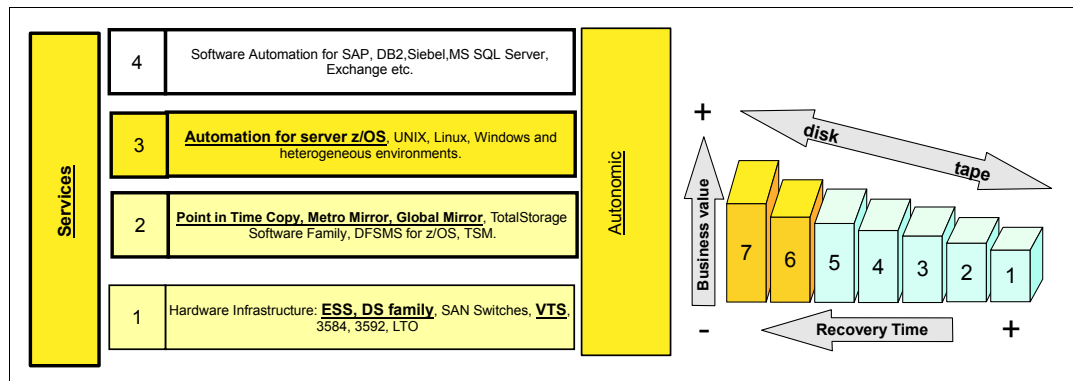 Services
4
Software Automation for SAP, DB2,Siebel,MS SQL Server,
Exchange etc.
3
Automation for server z/OS, UNIX, Linux, Windows and
heterogeneous environments.
2
Point in Time Copy, Metro Mirror, Global Mirror, TotalStorage
Software Family, DFSMS for z/OS, TSM.
1
Hardware Infrastructure: ESS, DS family, SAN Switches, VTS,
3584, 3592, LTO
Autonomic
+
disk
tape
Business value
7
6
5
4
3
2
1
-
Recovery Time
+